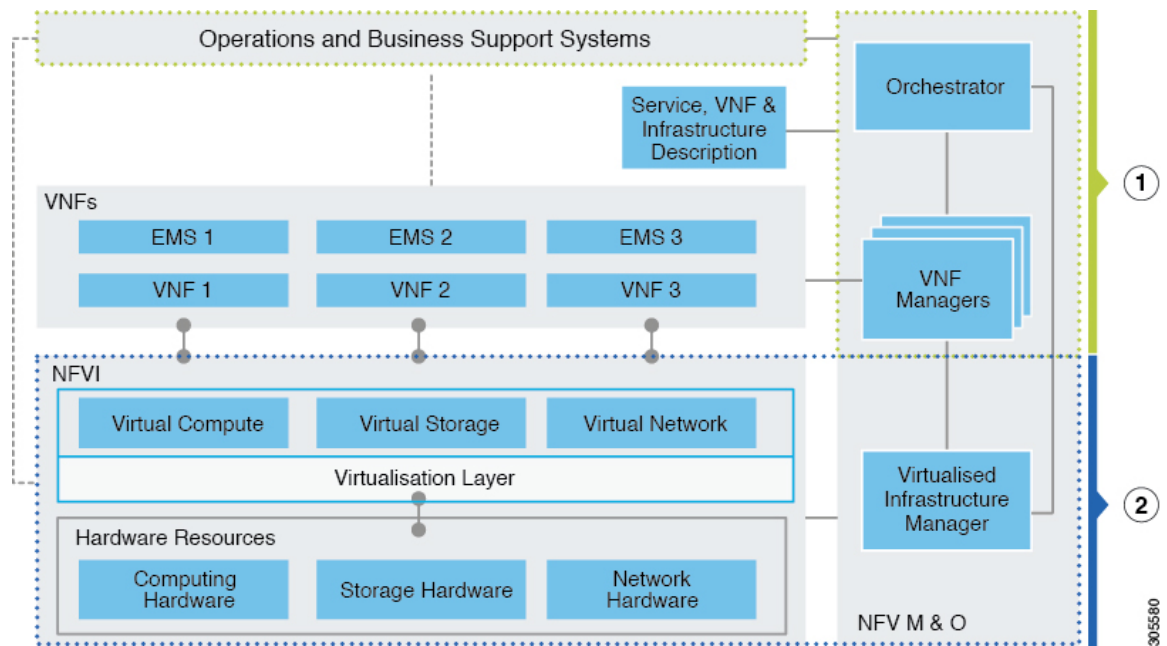 Operations and Business Support Systems
Orchestrator
Service, VNF &
Infrastructure
Description
1
VNFs
EMS 1
EMS 2
EMS 3
VNF 1
VNF 2
VNF 3
VNF
Managers
NFVI
Virtual Compute
Virtual Storage
Virtual Network
Virtualisation Layer
Virtualised
Infrastructure
Manager
2
Hardware Resources
Computing
Hardware
Storage Hardware
Network
Hardware
NFV M & O
305580